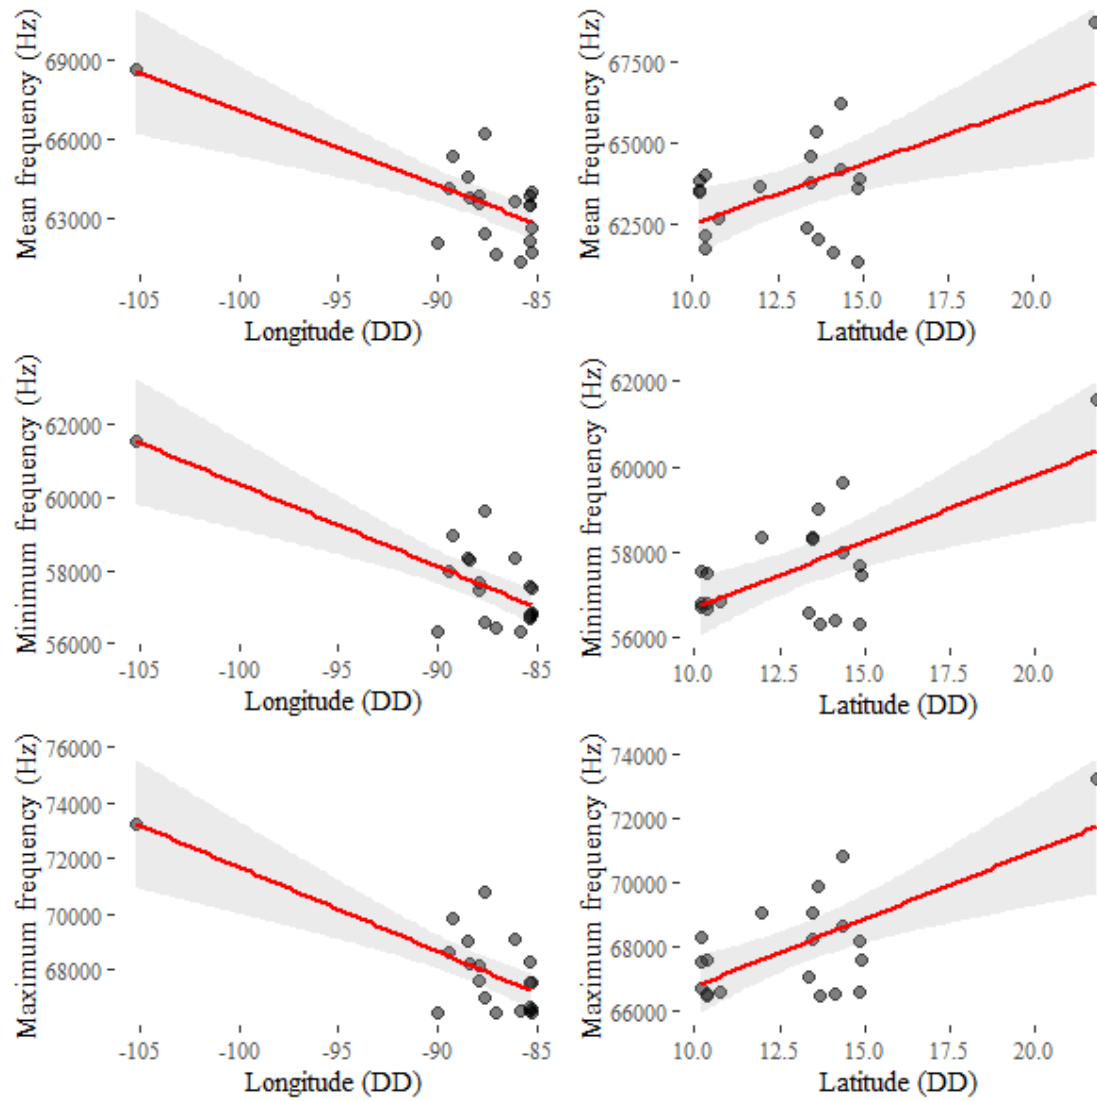 Mean frequency (Hz)
69000
66000
63000
-105 -100 -95 -90 -85
Longitude (DD)
Mean frequency (Hz)
67500
65000
62500
10.0 12.5 15.0 17.5 20.0
Latitude (DD)
Minimum frequency (Hz)
62000
60000
58000
56000
-105 -100 -95 -90 -85
Longitude (DD)
Minimum frequency (Hz)
62000
60000
58000
56000
10.0 12.5 15.0 17.5 20.0
Latitude (DD)
Maximum frequency (Hz)
76000
74000
72000
70000
68000
-105 -100 -95 -90 -85
Longitude (DD)
Maximum frequency (Hz)
74000
72000
70000
68000
66000
10.0 12.5 15.0 17.5 20.0
Latitude (DD)